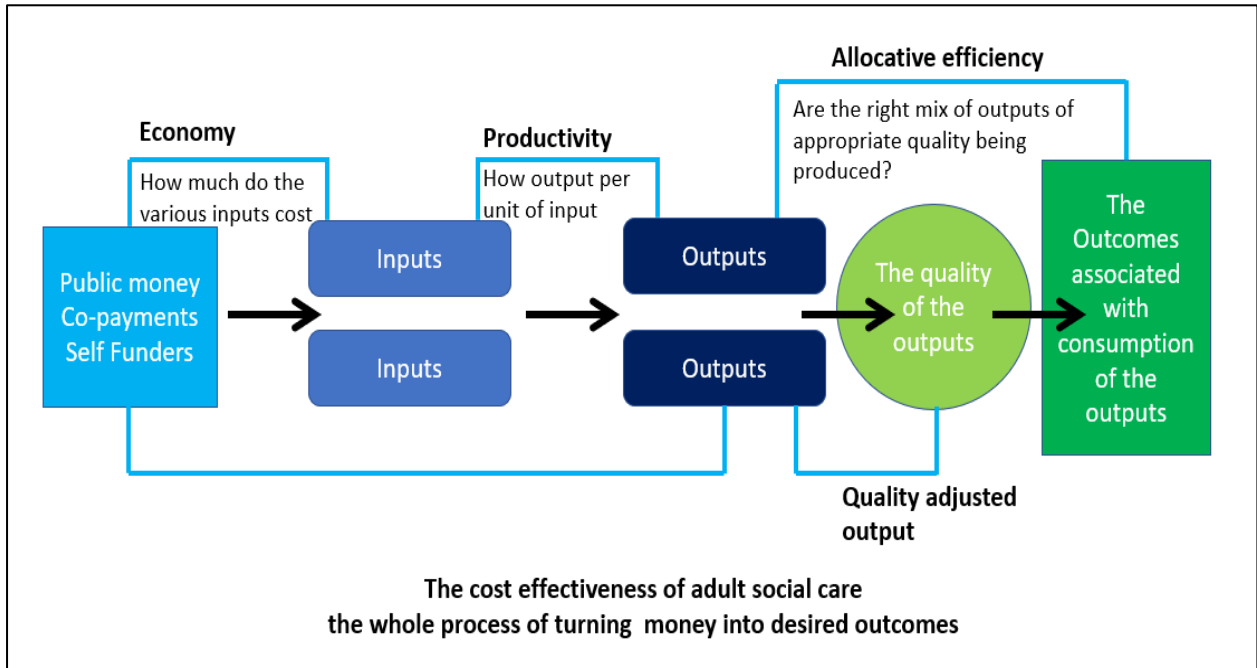 Allocative efficiency
Are the right mix of outputs of
appropriate quality being
produced?
Economy
How much do the
various inputs cost
Productivity
How output per
unit of input
Public money
Co-payments
Self Funders
Inputs
Inputs
Outputs
Outputs
The quality
of the
outputs
The
Outcomes
associated
with
consumption
of the
outputs
Quality adjusted
output
The cost effectiveness of adult social care
the whole process of turning money into desired outcomes